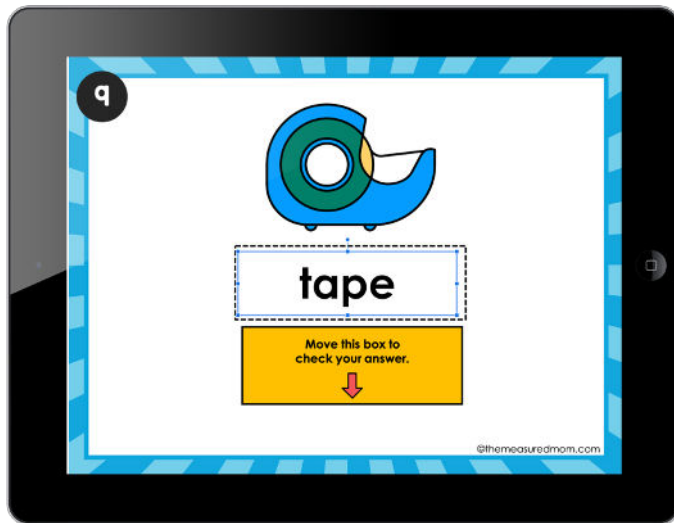 9
tape
Move this box to
check your answer.
©themeasuredmom.com